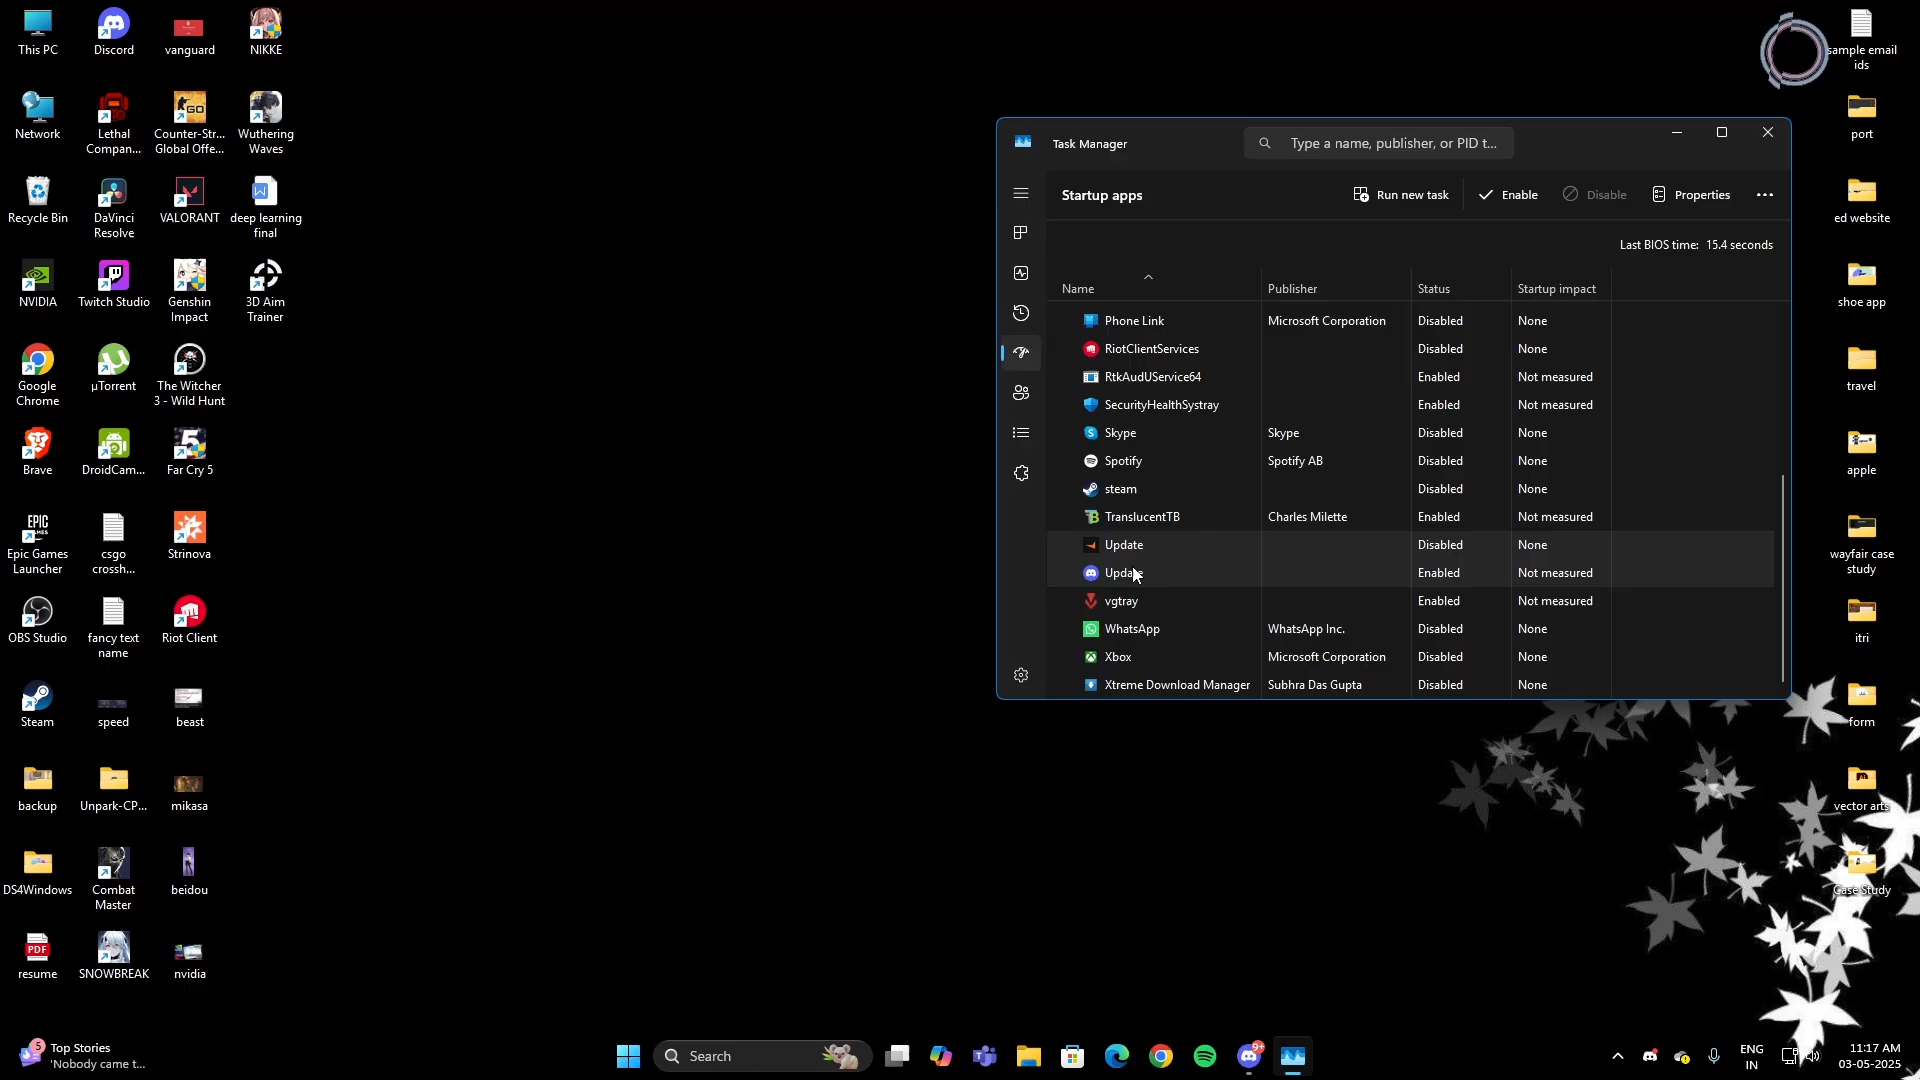 This PC
Discord
vanguard
NIKKE
Network
Lethal
Compan...
Counter-Str...
Global Offe...
Wuthering
Waves
Recycle Bin
DaVinci
Resolve
VALORANT
deep learning
final
NVIDIA
Twitch Studio
Genshin
Impact
3D Aim
Trainer
Google
Chrome
µTorrent
The Witcher
3 - Wild Hunt
Brave
DroidCam...
Far Cry 5
Epic Games
Launcher
csgo
crossh...
Strinova
OBS Studio
fancy text
name
Riot Client
Steam
speed
beast
backup
Unpark-CP...
mikasa
DS4Windows
Combat
Master
beidou
resume
SNOWBREAK
nvidia
Task Manager
Type a name, publisher, or PID t...
Startup apps
Run new task
Enable
Disable
Properties
Last BIOS time: 15.4 seconds
Name Publisher Status Startup impact
Phone Link Microsoft Corporation Disabled None
RiotClientServices Disabled None
RtkAudUService64 Enabled Not measured
SecurityHealthSystray Enabled Not measured
Skype Skype Disabled None
Spotify Spotify AB Disabled None
steam Disabled None
TranslucentTB Charles Milette Enabled Not measured
Update Disabled None
Update Enabled Not measured
vgtray Enabled Not measured
WhatsApp WhatsApp Inc. Disabled None
Xbox Microsoft Corporation Disabled None
Xtreme Download Manager Subhra Das Gupta Disabled None
sample email
ids
port
ed website
shoe app
travel
apple
wayfair case
study
itri
form
vector arts
Case Study
5
Top Stories
'Nobody came t...
Search
9+
ENG
IN
11:17 AM
03-05-2025